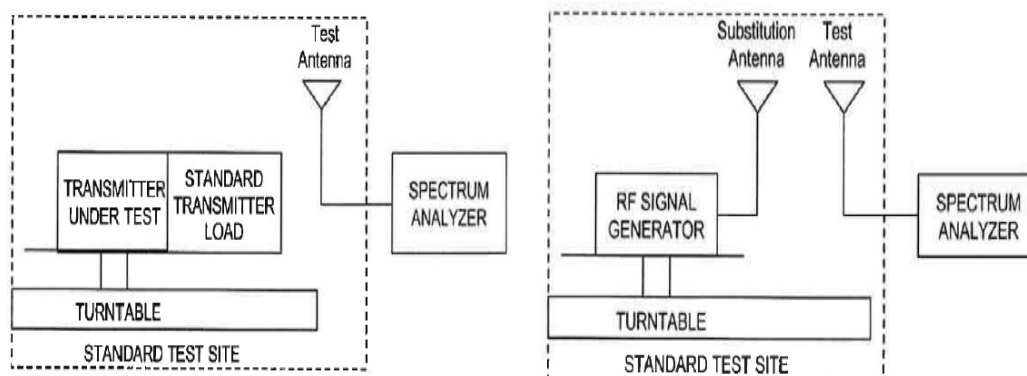 Test
Antenna
TRANSMITTER
UNDER TEST
STANDARD
TRANSMITTER
LOAD
SPECTRUM
ANALYZER
TURNTABLE
STANDARD TEST SITE
Substitution
Antenna
Test
Antenna
RF SIGNAL
GENERATOR
SPECTRUM
ANALYZER
TURNTABLE
STANDARD TEST SITE